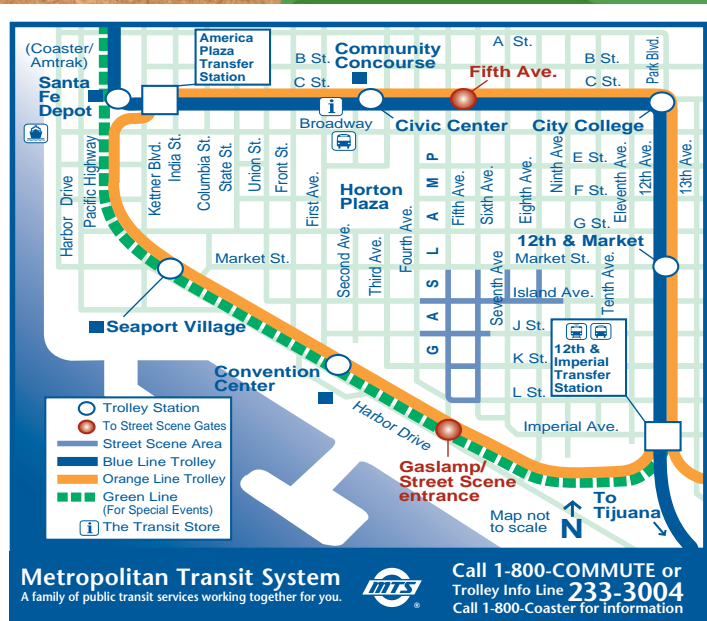 (Coaster/
Amtrak)
Santa
Fe
Depot
America
Plaza
Transfer
Station
B St.
C St.
Community
Concourse
A St.
Fifth Ave.
B St.
C St.
Park Blvd.
i
Broadway
Civic Center
City College
Harbor Drive
Pacific Highway
Kettner Blvd.
India St.
Columbia St.
State St.
Union St.
Front St.
First Ave.
Horton
Plaza
Second Ave.
Third Ave.
Fourth Ave.
GASLAMP
Fifth Ave.
Sixth Ave.
Seventh Ave
Eighth Ave.
Ninth Ave
Tenth Ave.
Eleventh Ave.
12th Ave.
13th Ave.
E St.
F St.
G St.
12th & Market
Market St.
Market St.
Island Ave.
J St.
K St.
L St.
12th &
Imperial
Transfer
Station
Imperial Ave.
Seaport Village
Convention
Center
Harbor Drive
Gaslamp/
Street Scene
entrance
Trolley Station
To Street Scene Gates
Street Scene Area
Blue Line Trolley
Orange Line Trolley
Green Line
(For Special Events)
i The Transit Store
Map not
to scale
N
To
Tijuana
Metropolitan Transit System
A family of public transit services working together for you.
MTS
®
Call 1-800-COMMUTE or
Trolley Info Line 233-3004
Call 1-800-Coaster for information